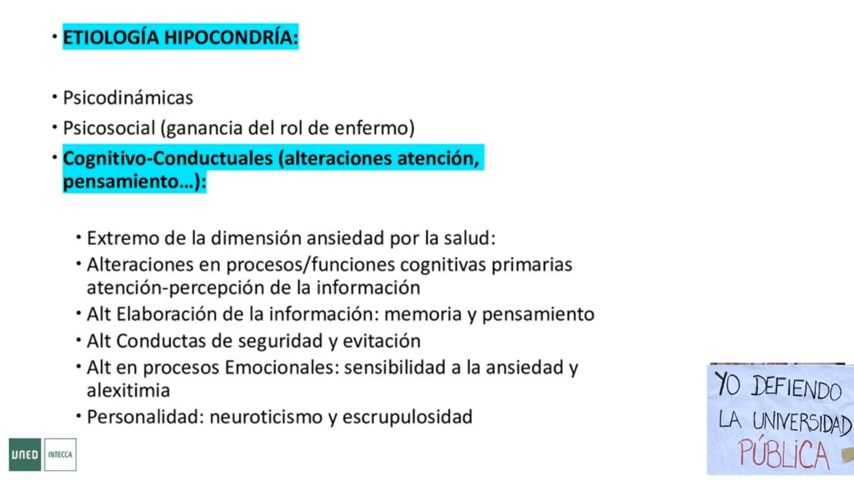 • ETIOLOGÍA HIPOCONDRÍA:
• Psicodinámicas
• Psicosocial (ganancia del rol de enfermo)
• Cognitivo-Conductuales (alteraciones atención,
pensamiento...):
• Extremo de la dimensión ansiedad por la salud:
• Alteraciones en procesos/funciones cognitivas primarias
atención-percepción de la información
• Alt Elaboración de la información: memoria y pensamiento
• Alt Conductas de seguridad y evitación
• Alt en procesos Emocionales: sensibilidad a la ansiedad y
alexitimia
• Personalidad: neuroticismo y escrupulosidad
UNED INTECCA
YO DEFIENDO
LA UNIVERSIDAD
PÚBLICA